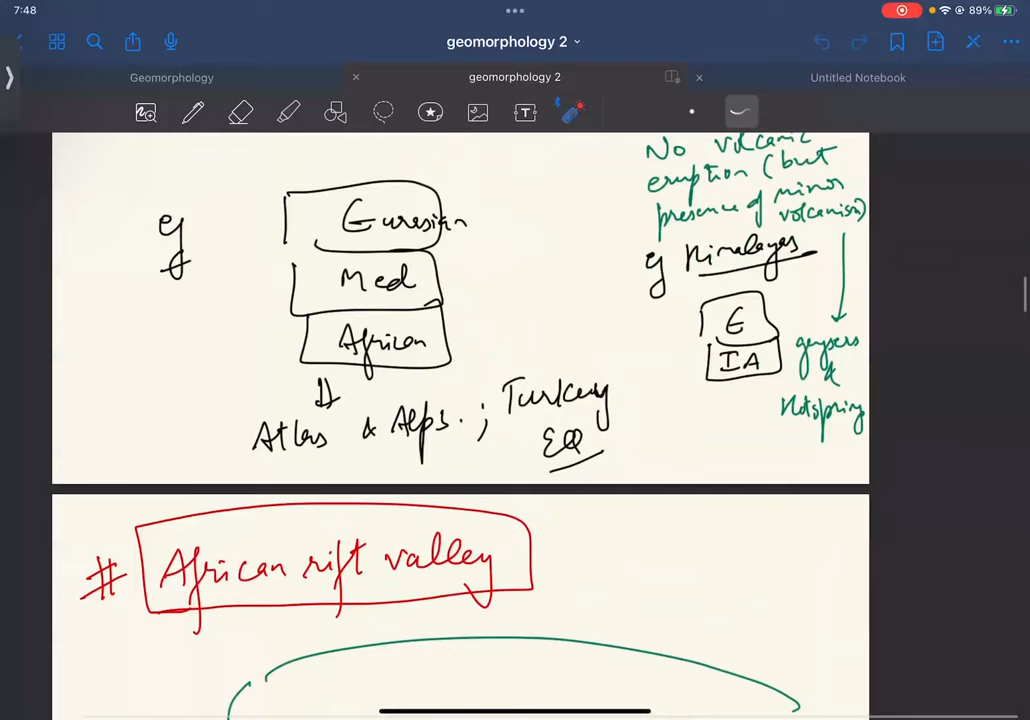 7:48
89%
geomorphology 2
Geomorphology
geomorphology 2
Untitled Notebook
T
No volcanic
eruption (but
presence of minor
volcanism)
eg
Euresian
Med
African
Atlas & Alps. ; Turkey
EQ
eg Himalayas
E
IA
geysers
&
Hotspring
# African rift valley